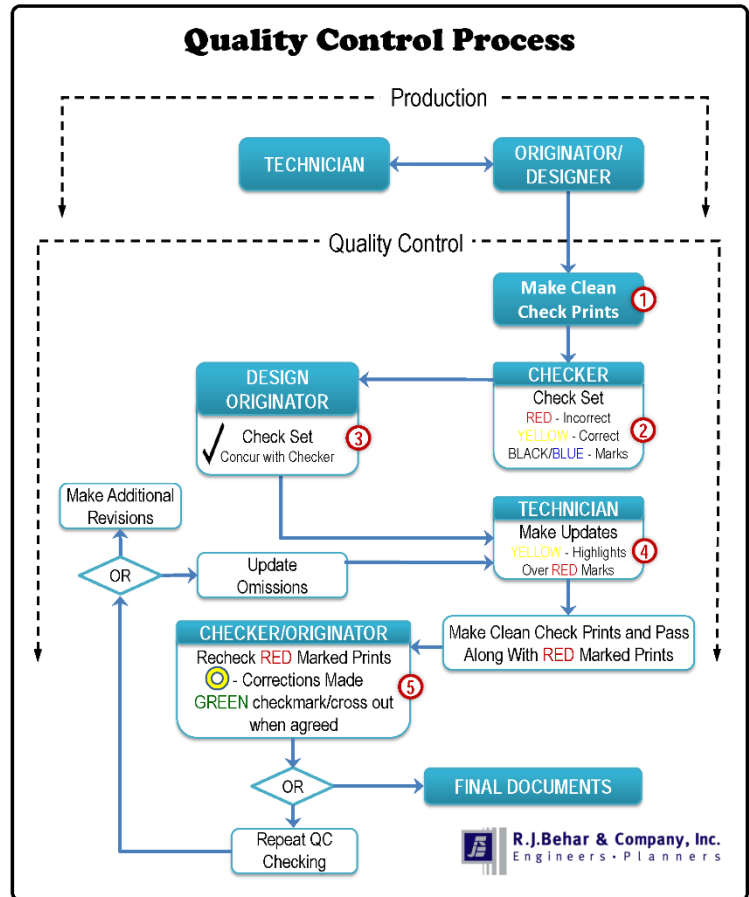 Quality Control Process
Production
TECHNICIAN
ORIGINATOR/
DESIGNER
Quality Control
Make Clean
Check Prints
1
DESIGN
ORIGINATOR
Check Set
Concur with Checker
3
CHECKER
Check Set
RED - Incorrect
YELLOW - Correct
BLACK/BLUE - Marks
2
Make Additional
Revisions
OR
Update
Omissions
TECHNICIAN
Make Updates
YELLOW - Highlights
Over RED Marks
4
CHECKER/ORIGINATOR
Recheck RED Marked Prints
- Corrections Made
GREEN checkmark/cross out
when agreed
5
Make Clean Check Prints and Pass
Along With RED Marked Prints
OR
FINAL DOCUMENTS
Repeat QC
Checking
R.J.Behar & Company, Inc.
Engineers • Planners